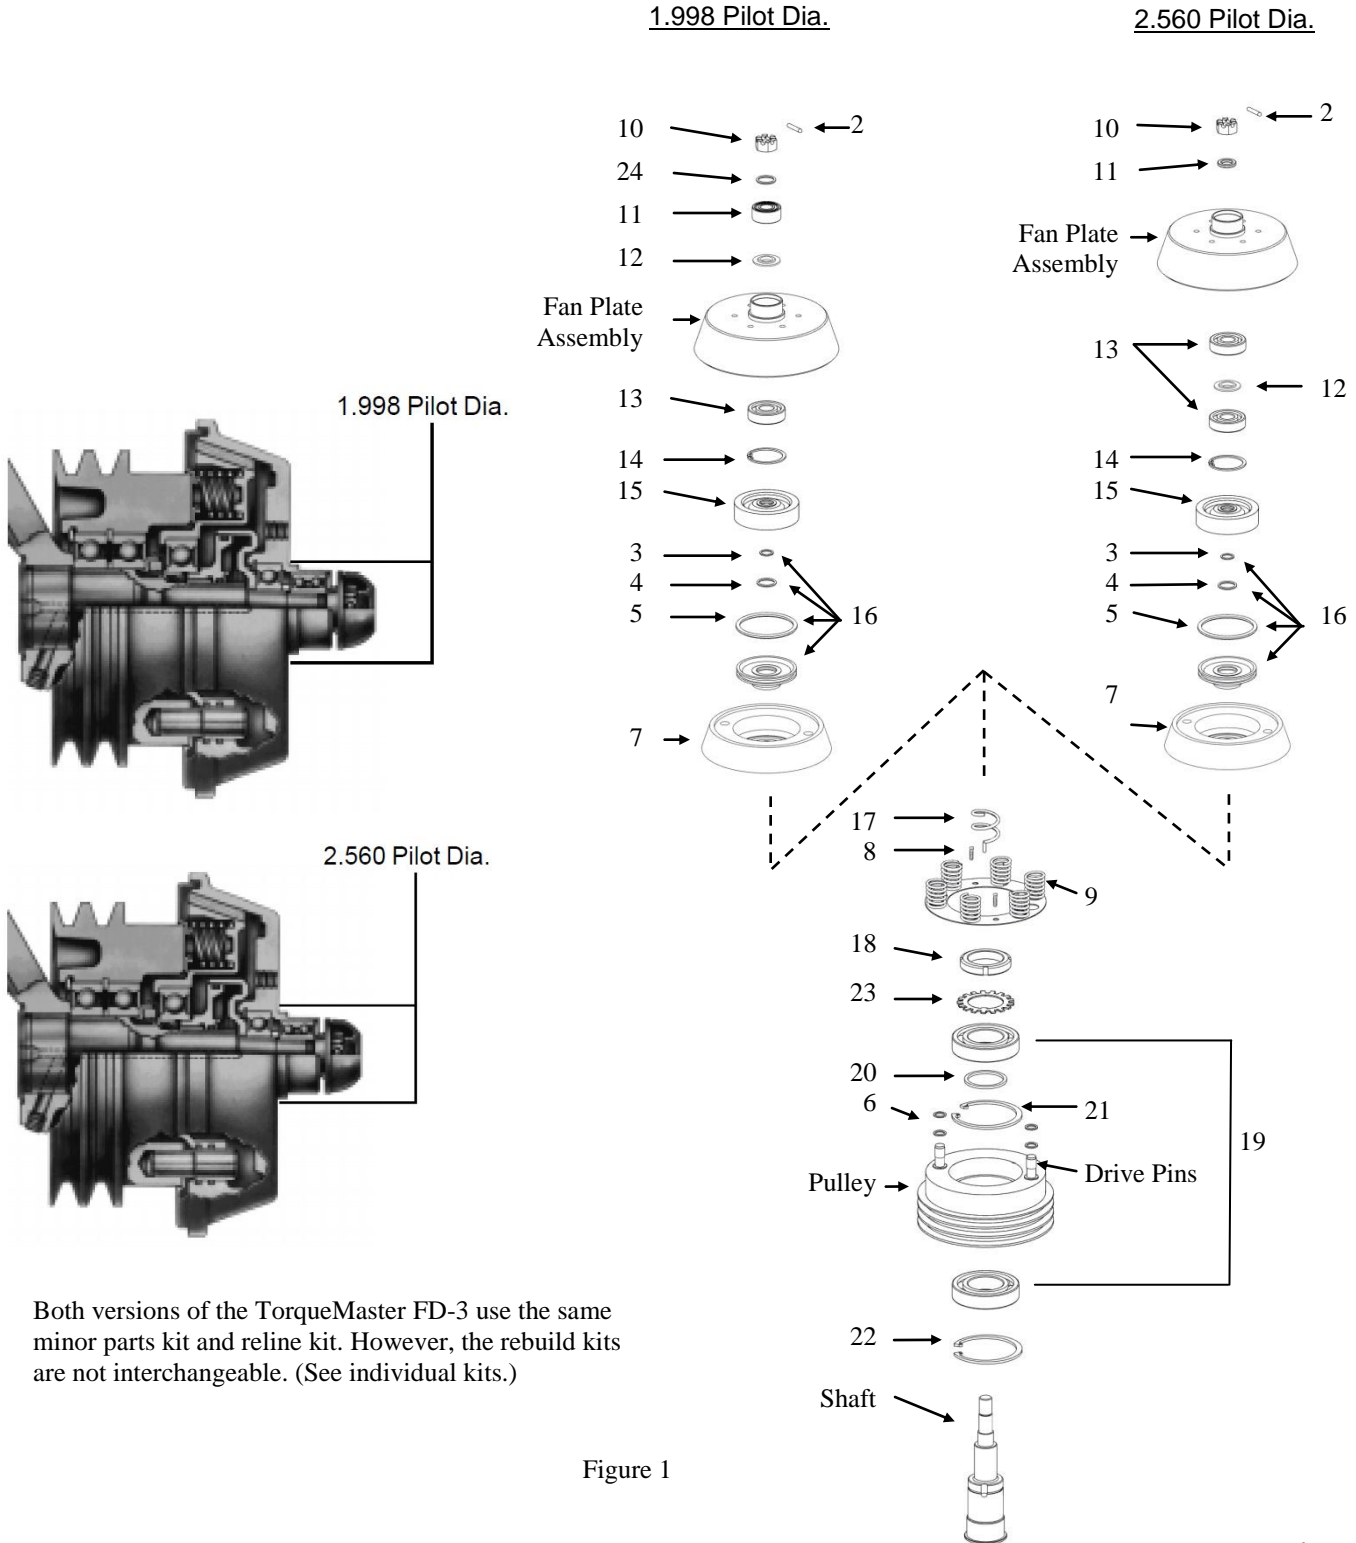 1.998 Pilot Dia.
2.560 Pilot Dia.
10
2
24
11
12
Fan Plate
Assembly
13
14
15
3
4
5
16
7
10
2
11
Fan Plate
Assembly
13
12
14
15
3
4
5
16
7
1.998 Pilot Dia.
2.560 Pilot Dia.
17
8
9
18
23
20
6
21
19
Pulley
Drive Pins
22
Shaft
Both versions of the TorqueMaster FD-3 use the same
minor parts kit and reline kit. However, the rebuild kits
are not interchangeable. (See individual kits.)
Figure 1